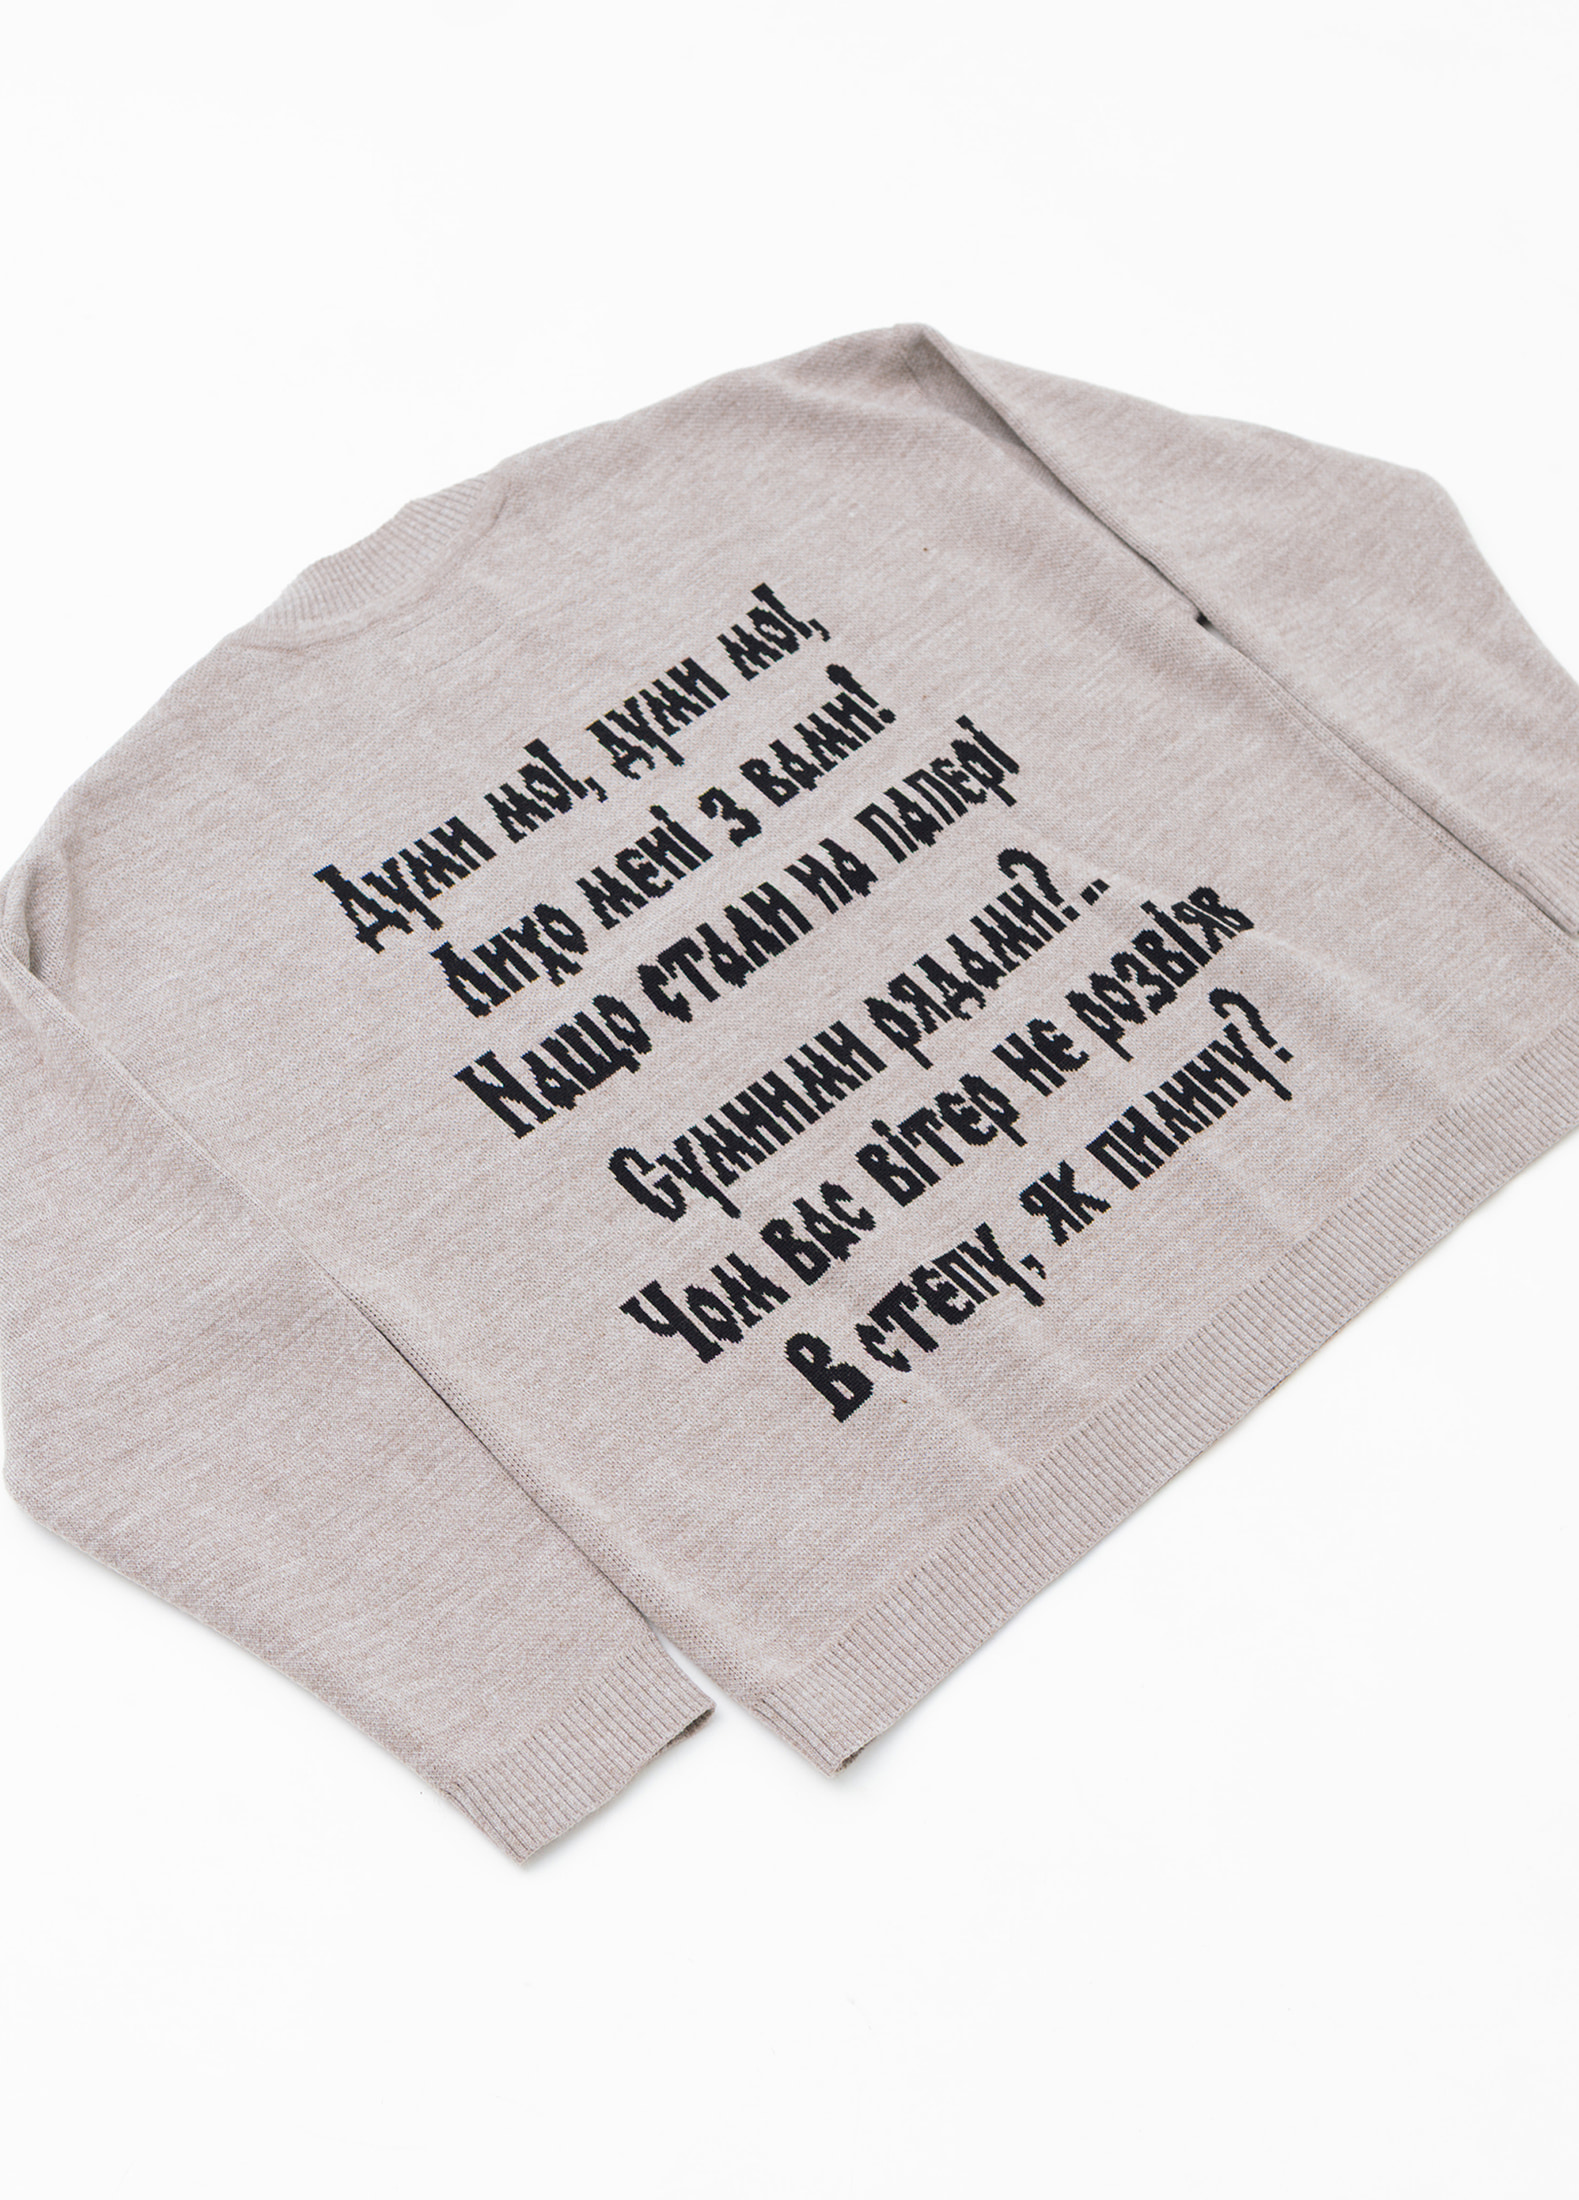 Думи мої, думи мої,
Лихо мені з вами!
Нащо стали на папері
Сумними рядами?..
Чом вас вітер не розвіяв
В степу, як пилину?